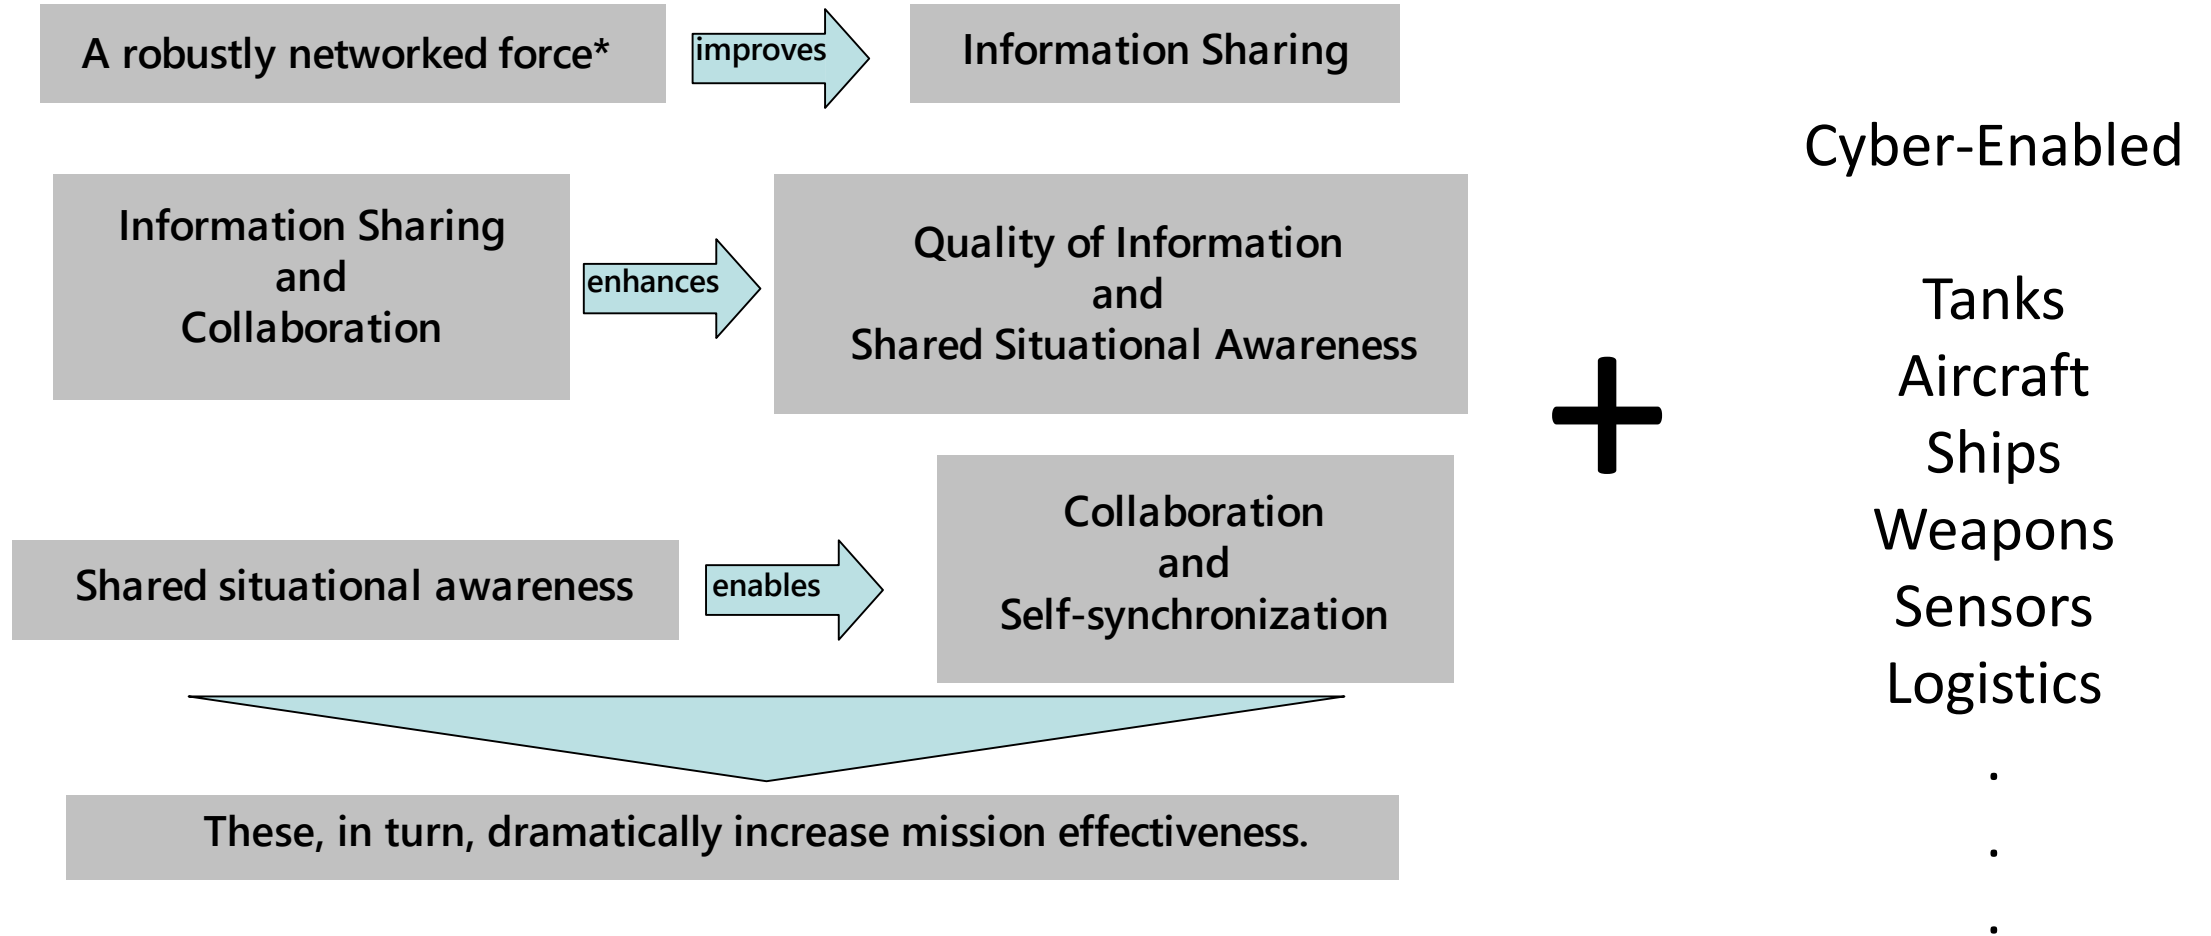 A robustly networked force*
improves
Information Sharing
Information Sharing
and
Collaboration
enhances
Quality of Information
and
Shared Situational Awareness
Shared situational awareness
enables
Collaboration
and
Self-synchronization
These, in turn, dramatically increase mission effectiveness.
+
Cyber-Enabled
Tanks
Aircraft
Ships
Weapons
Sensors
Logistics
.
.
.